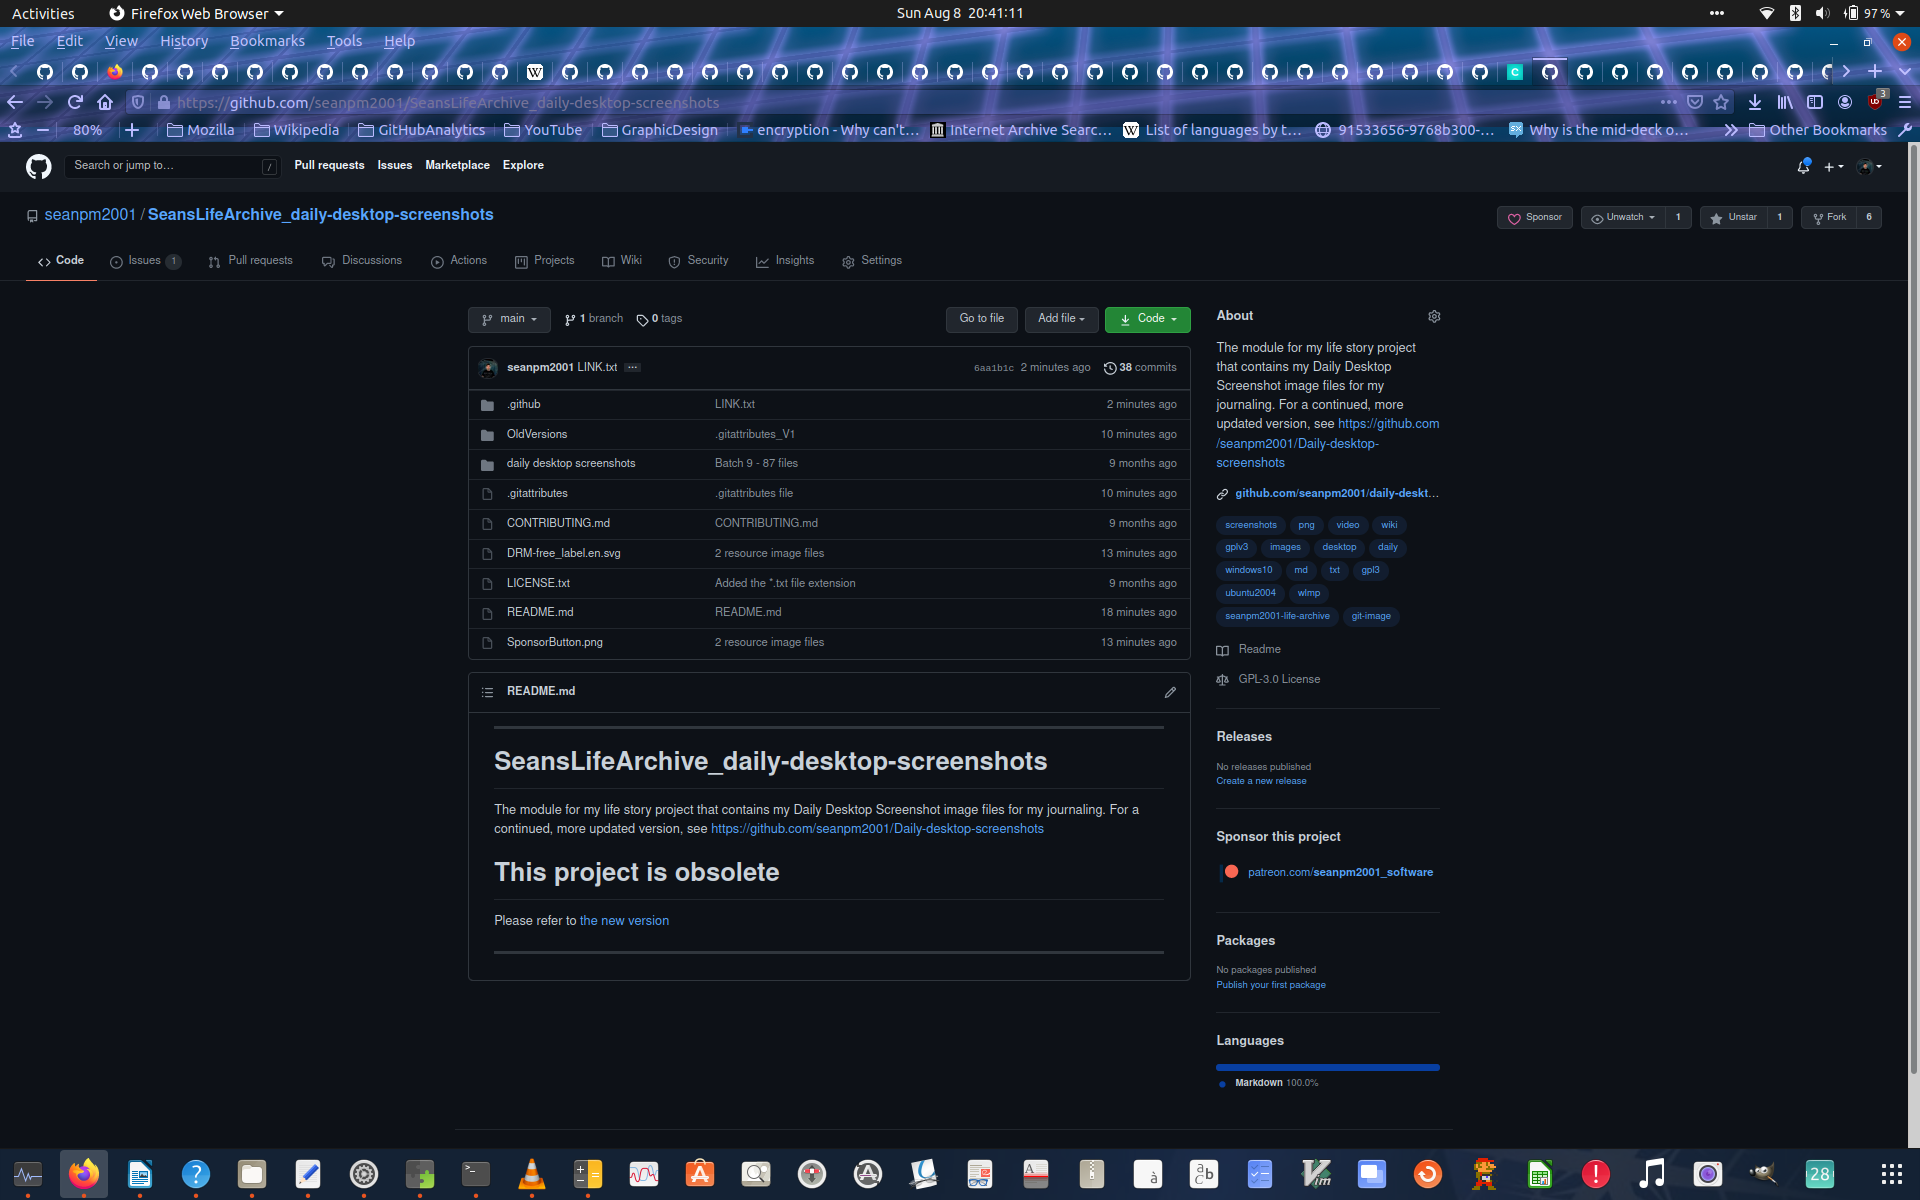 Activities Firefox Web Browser Sun Aug 8 20:41:11 97 %
File Edit View History Bookmarks Tools Help
https://github.com/seanpm2001/SeansLifeArchive_daily-desktop-screenshots 3
80% Mozilla Wikipedia GitHubAnalytics YouTube GraphicDesign encryption - Why can't… Internet Archive Searc… List of languages by t… 91533656-9768b300-… Why is the mid-deck o… Other Bookmarks
Search or jump to… / Pull requests Issues Marketplace Explore
seanpm2001 / SeansLifeArchive_daily-desktop-screenshots Sponsor Unwatch 1 Unstar 1 Fork 6
Code Issues 1 Pull requests Discussions Actions Projects Wiki Security Insights Settings
main 1 branch 0 tags Go to file Add file Code
seanpm2001 LINK.txt ... 6aa1b1c 2 minutes ago 38 commits
.github LINK.txt 2 minutes ago
OldVersions .gitattributes_V1 10 minutes ago
daily desktop screenshots Batch 9 - 87 files 9 months ago
.gitattributes .gitattributes file 10 minutes ago
CONTRIBUTING.md CONTRIBUTING.md 9 months ago
DRM-free_label.en.svg 2 resource image files 13 minutes ago
LICENSE.txt Added the *.txt file extension 9 months ago
README.md README.md 18 minutes ago
SponsorButton.png 2 resource image files 13 minutes ago
README.md
SeansLifeArchive_daily-desktop-screenshots
The module for my life story project that contains my Daily Desktop Screenshot image files for my journaling. For a
continued, more updated version, see https://github.com/seanpm2001/Daily-desktop-screenshots
This project is obsolete
Please refer to the new version
About
The module for my life story project
that contains my Daily Desktop
Screenshot image files for my
journaling. For a continued, more
updated version, see https://github.com
/seanpm2001/Daily-desktop-
screenshots
github.com/seanpm2001/daily-deskt…
screenshots png video wiki
gplv3 images desktop daily
windows10 md txt gpl3
ubuntu2004 wlmp
seanpm2001-life-archive git-image
Readme
GPL-3.0 License
Releases
No releases published
Create a new release
Sponsor this project
patreon.com/seanpm2001_software
Packages
No packages published
Publish your first package
Languages
Markdown 100.0%
28